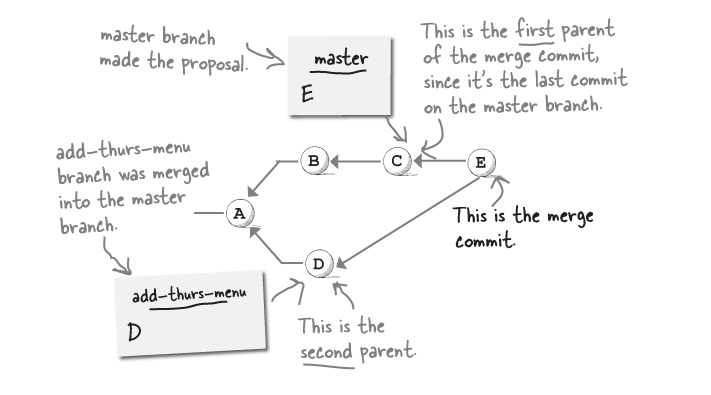 master branch
made the proposal.
master
E
This is the first parent
of the merge commit,
since it's the last commit
on the master branch.
add-thurs-menu
branch was merged
into the master
branch.
B
C
E
A
This is the merge
commit.
D
add-thurs-menu
D
This is the
second parent.